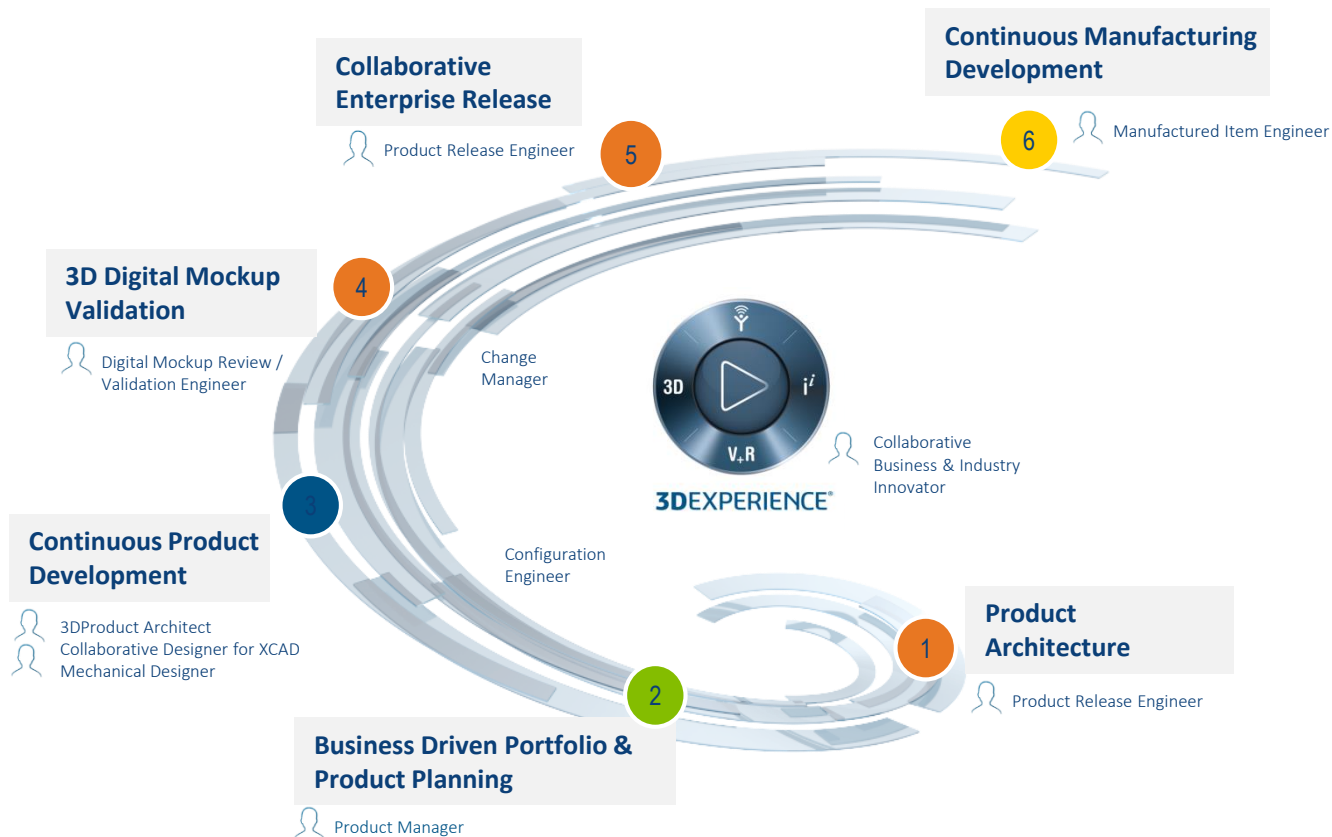 Continuous Manufacturing
Development
6
Manufactured Item Engineer
Collaborative
Enterprise Release
Product Release Engineer
5
3D Digital Mockup
Validation
4
Digital Mockup Review /
Validation Engineer
Change
Manager
3D
i<sup>i</sup>
V+R
3DEXPERIENCE®
Collaborative
Business & Industry
Innovator
3
Continuous Product
Development
3DProduct Architect
Collaborative Designer for XCAD
Mechanical Designer
Configuration
Engineer
Product
Architecture
1
Product Release Engineer
2
Business Driven Portfolio &
Product Planning
Product Manager